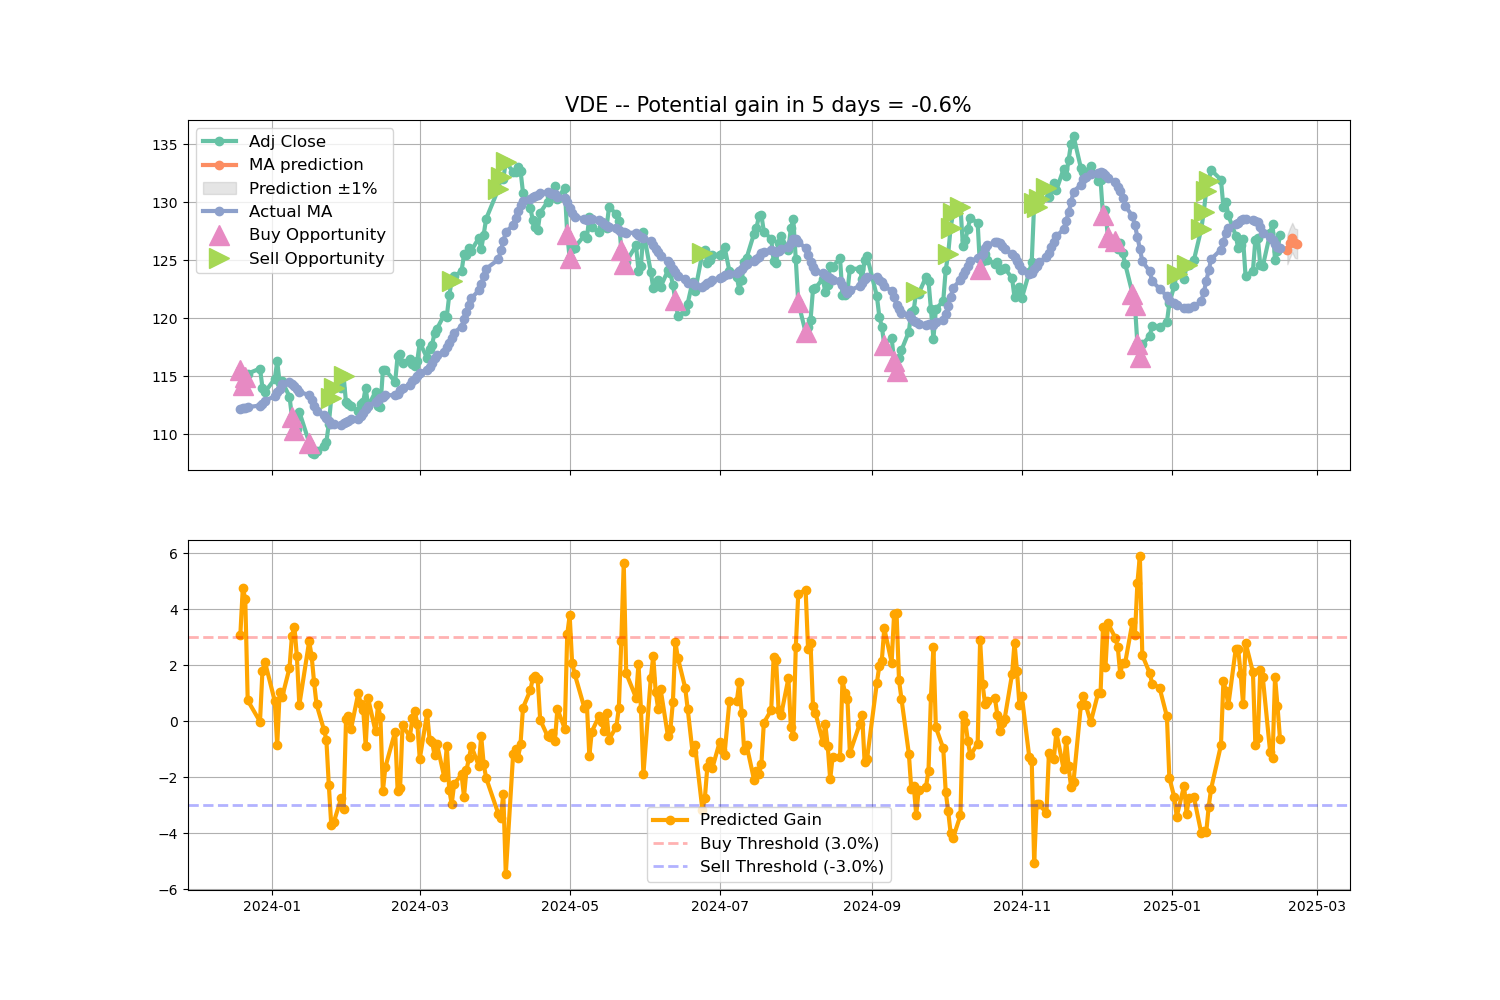 VDE -- Potential gain in 5 days = -0.6%
Adj Close
MA prediction
Prediction ±1%
Actual MA
Buy Opportunity
Sell Opportunity
135
130
125
120
115
110
6
4
2
0
−2
−4
−6
Predicted Gain
Buy Threshold (3.0%)
Sell Threshold (-3.0%)
2024-01 2024-03 2024-05 2024-07 2024-09 2024-11 2025-01 2025-03